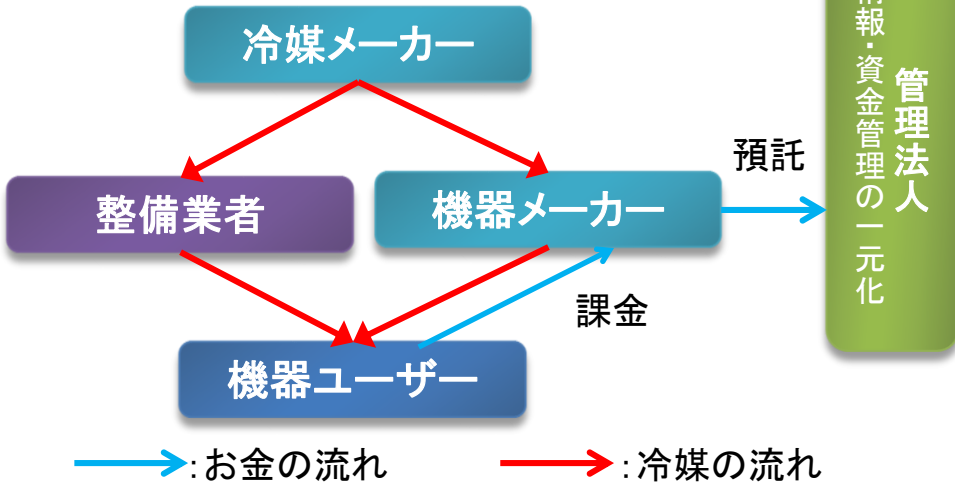 冷媒メーカー
管理法人
報・資金管理の一元化
預託
整備業者
機器メーカー
課金
機器ユーザー
:お金の流れ
:冷媒の流れ